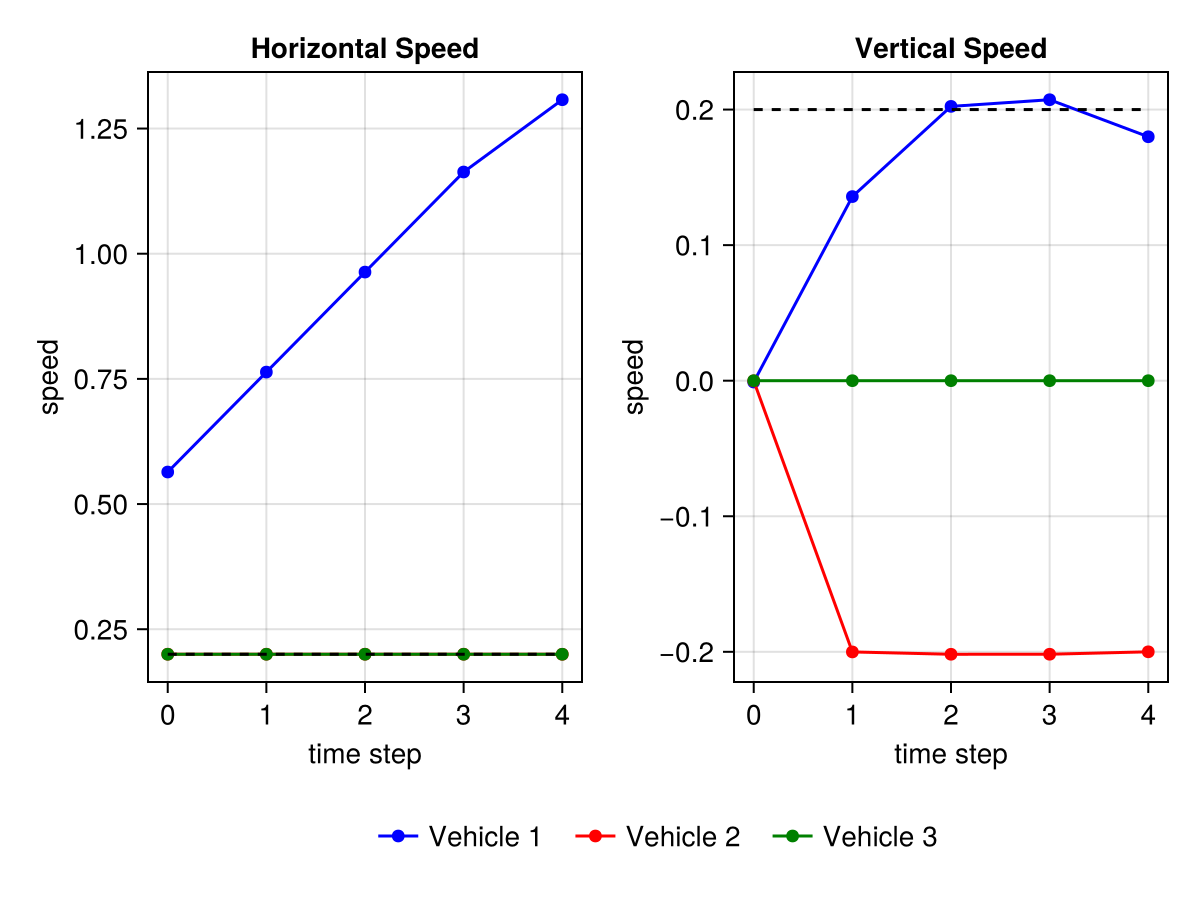 Horizontal Speed
Vertical Speed
speed
1.25
1.00
0.75
0.50
0.25
0 1 2 3 4
time step
speed
0.2
0.1
0.0
−0.1
−0.2
0 1 2 3 4
time step
Vehicle 1 Vehicle 2 Vehicle 3